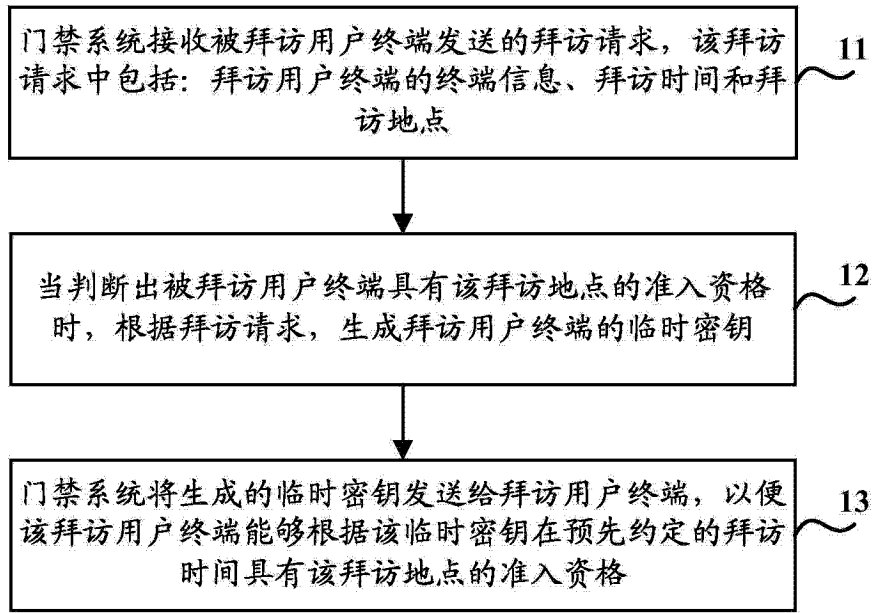 门禁系统接收被拜访用户终端发送的拜访请求，该拜访
请求中包括：拜访用户终端的终端信息、拜访时间和拜
访地点
11
当判断出被拜访用户终端具有该拜访地点的准入资格
时，根据拜访请求，生成拜访用户终端的临时密钥
12
门禁系统将生成的临时密钥发送给拜访用户终端，以便
该拜访用户终端能够根据该临时密钥在预先约定的拜访
时间具有该拜访地点的准入资格
13